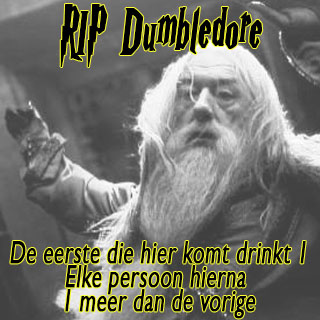 RIP Dumbledore
De eerste die hier komt drinkt 1
Elke persoon hierna
1 meer dan de vorige